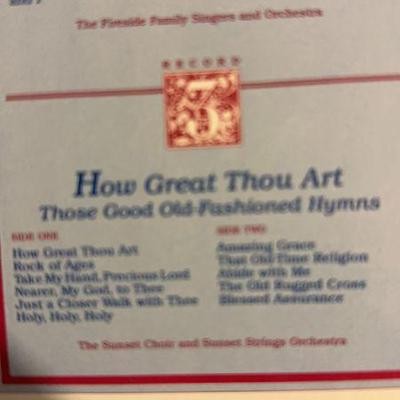 The Fireside Family Singers and Orchestra
RECORD
3
How Great Thou Art
Those Good Old-Fashioned Hymns
SIDE ONE
How Great Thou Art
Rock of Ages
Take My Hand, Precious Lord
Nearer, My God, to Thee
Just a Closer Walk with Thee
Holy, Holy, Holy
SIDE TWO
Amazing Grace
That Old-Time Religion
Abide with Me
The Old Rugged Cross
Blessed Assurance
The Sunset Choir and Sunset Strings Orchestra